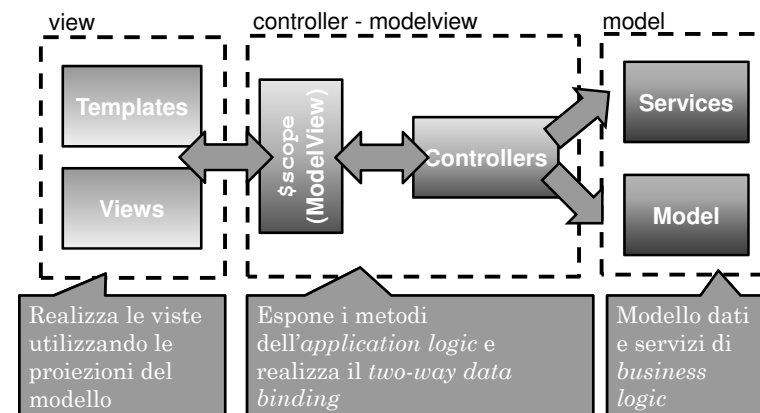 view
controller - modelview
model
Templates
Views
$scope
(ModelView)
Controllers
Services
Model
Realizza le viste
utilizzando le
proiezioni del
modello
Espone i metodi
dell'application logic e
realizza il two-way data
binding
Modello dati
e servizi di
business
logic